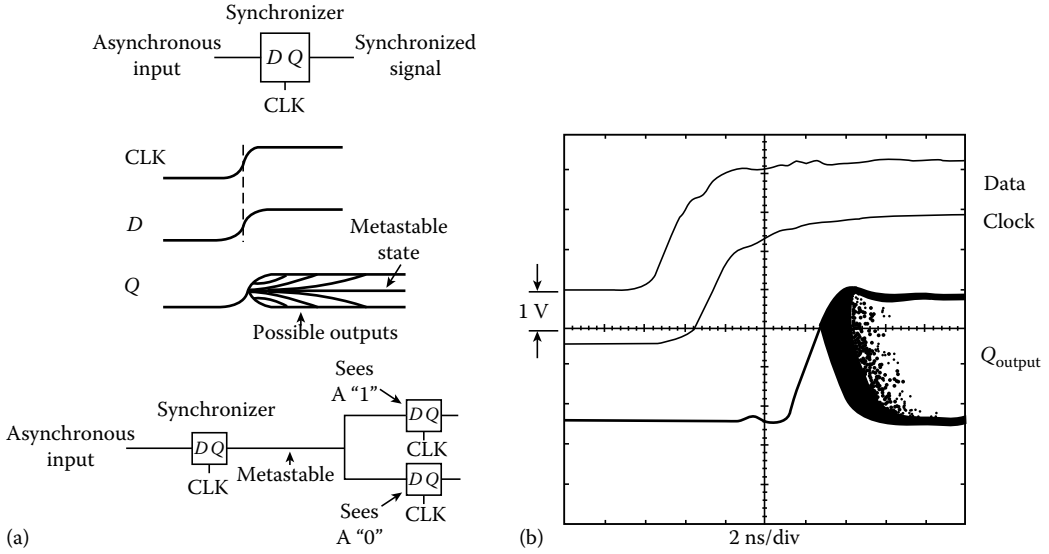 Synchronizer
Asynchronous
input
D Q
Synchronized
signal
CLK
CLK
D
Metastable
state
Q
Possible outputs
Sees
A “1”
Synchronizer
D Q
Asynchronous
input
D Q
CLK
CLK
Metastable
D Q
Sees
A “0”
CLK
(a)
Data
Clock
1 V
Qoutput
(b)
2 ns/div